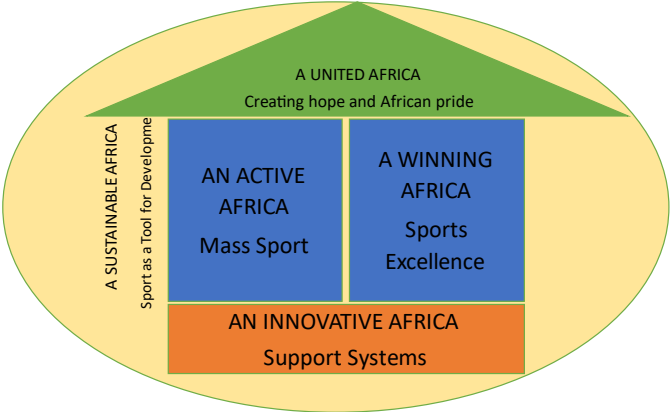 A UNITED AFRICA
Creating hope and African pride
A SUSTAINABLE AFRICA
Sport as a Tool for Developme
AN ACTIVE
AFRICA
Mass Sport
A WINNING
AFRICA
Sports
Excellence
AN INNOVATIVE AFRICA
Support Systems